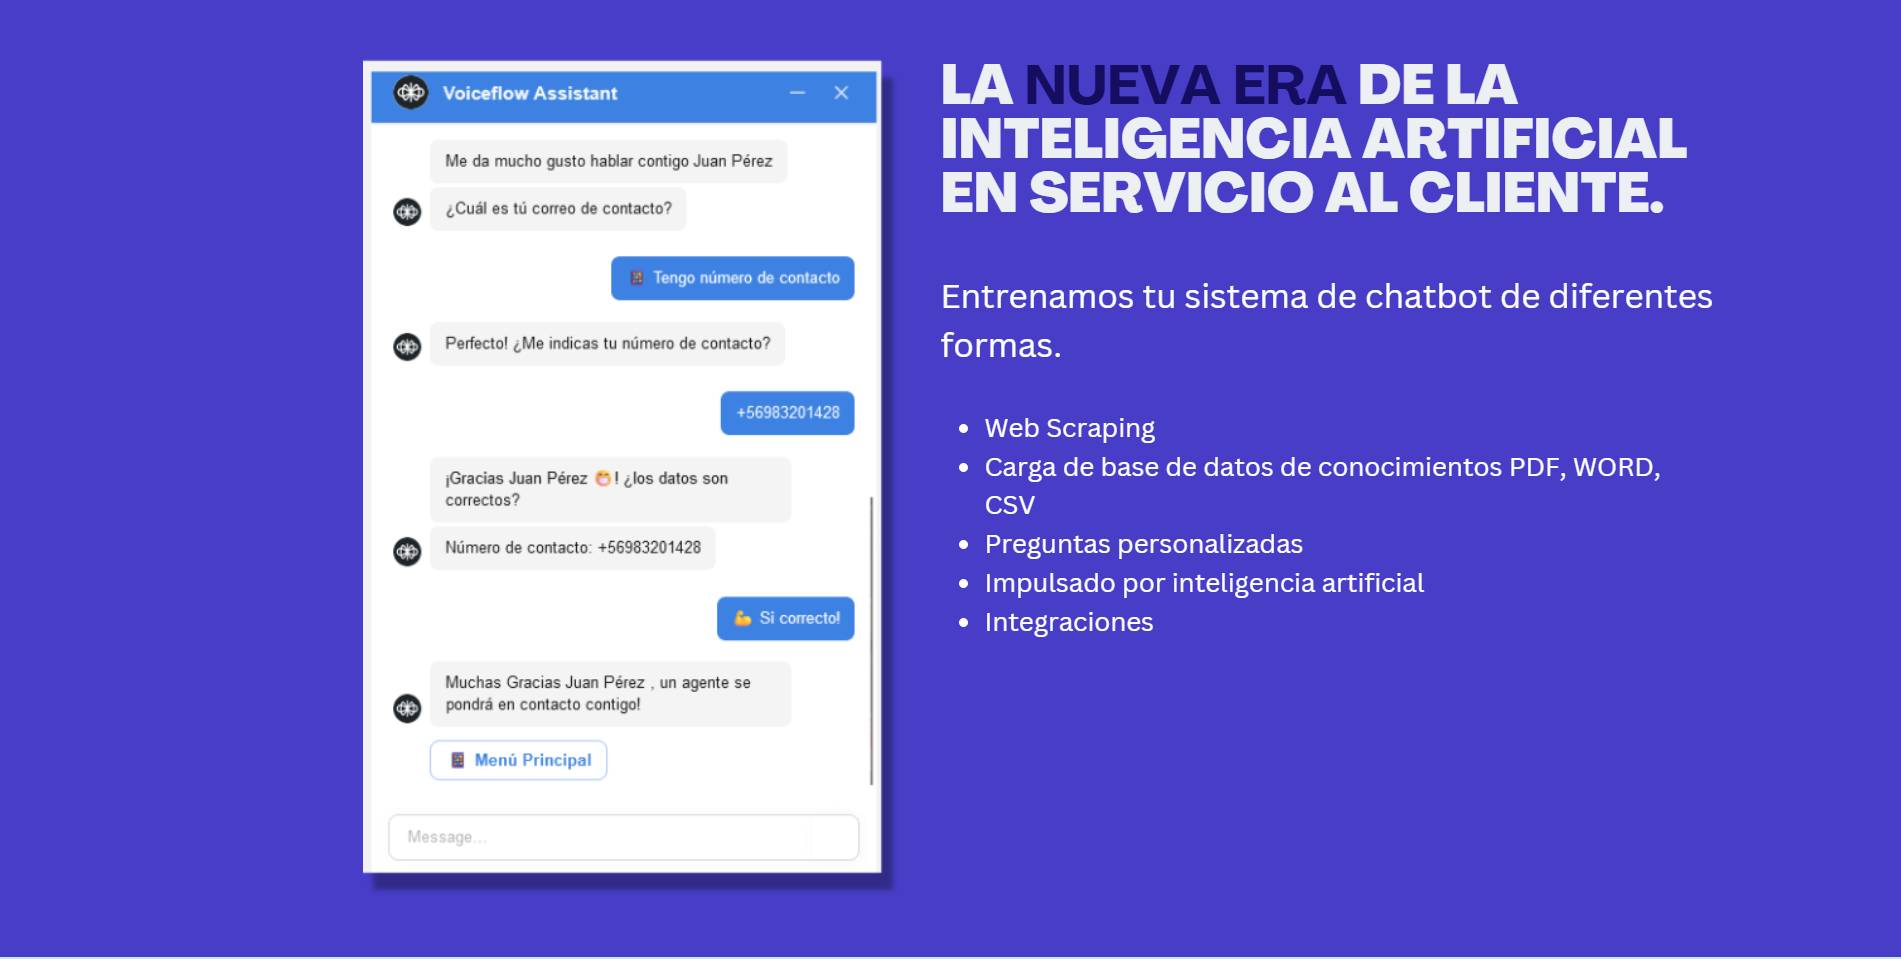 Voiceflow Assistant
Me da mucho gusto hablar contigo Juan Pérez
¿Cuál es tú correo de contacto?
Tengo número de contacto
Perfecto! ¿Me indicas tu número de contacto?
+56983201428
¡Gracias Juan Pérez 😁! ¿los datos son
correctos?
Número de contacto: +56983201428
💪 Si correcto!
Muchas Gracias Juan Pérez , un agente se
pondrá en contacto contigo!
Menú Principal
Message...
LA NUEVA ERA DE LA
INTELIGENCIA ARTIFICIAL
EN SERVICIO AL CLIENTE.
Entrenamos tu sistema de chatbot de diferentes
formas.
• Web Scraping
• Carga de base de datos de conocimientos PDF, WORD,
CSV
• Preguntas personalizadas
• Impulsado por inteligencia artificial
• Integraciones